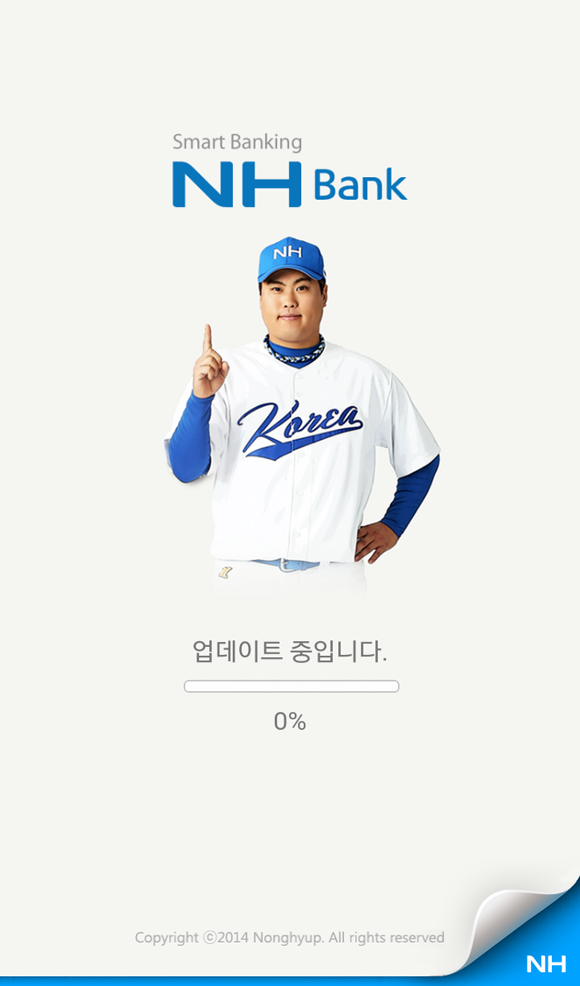 Smart Banking
NH Bank
NH
Korea
업데이트 중입니다.
0%
Copyright ⓒ2014 Nonghyup. All rights reserved
NH